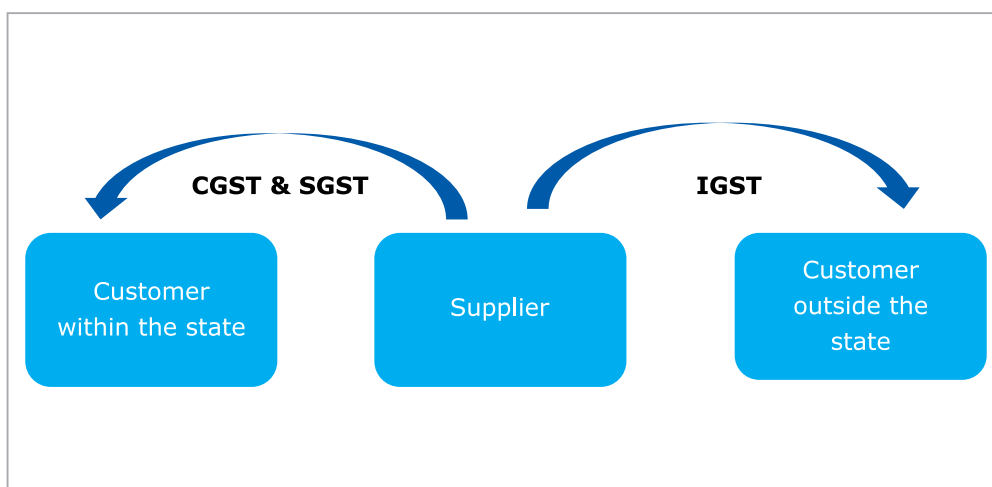 CGST & SGST
IGST
Customer
within the state
Supplier
Customer
outside the
state